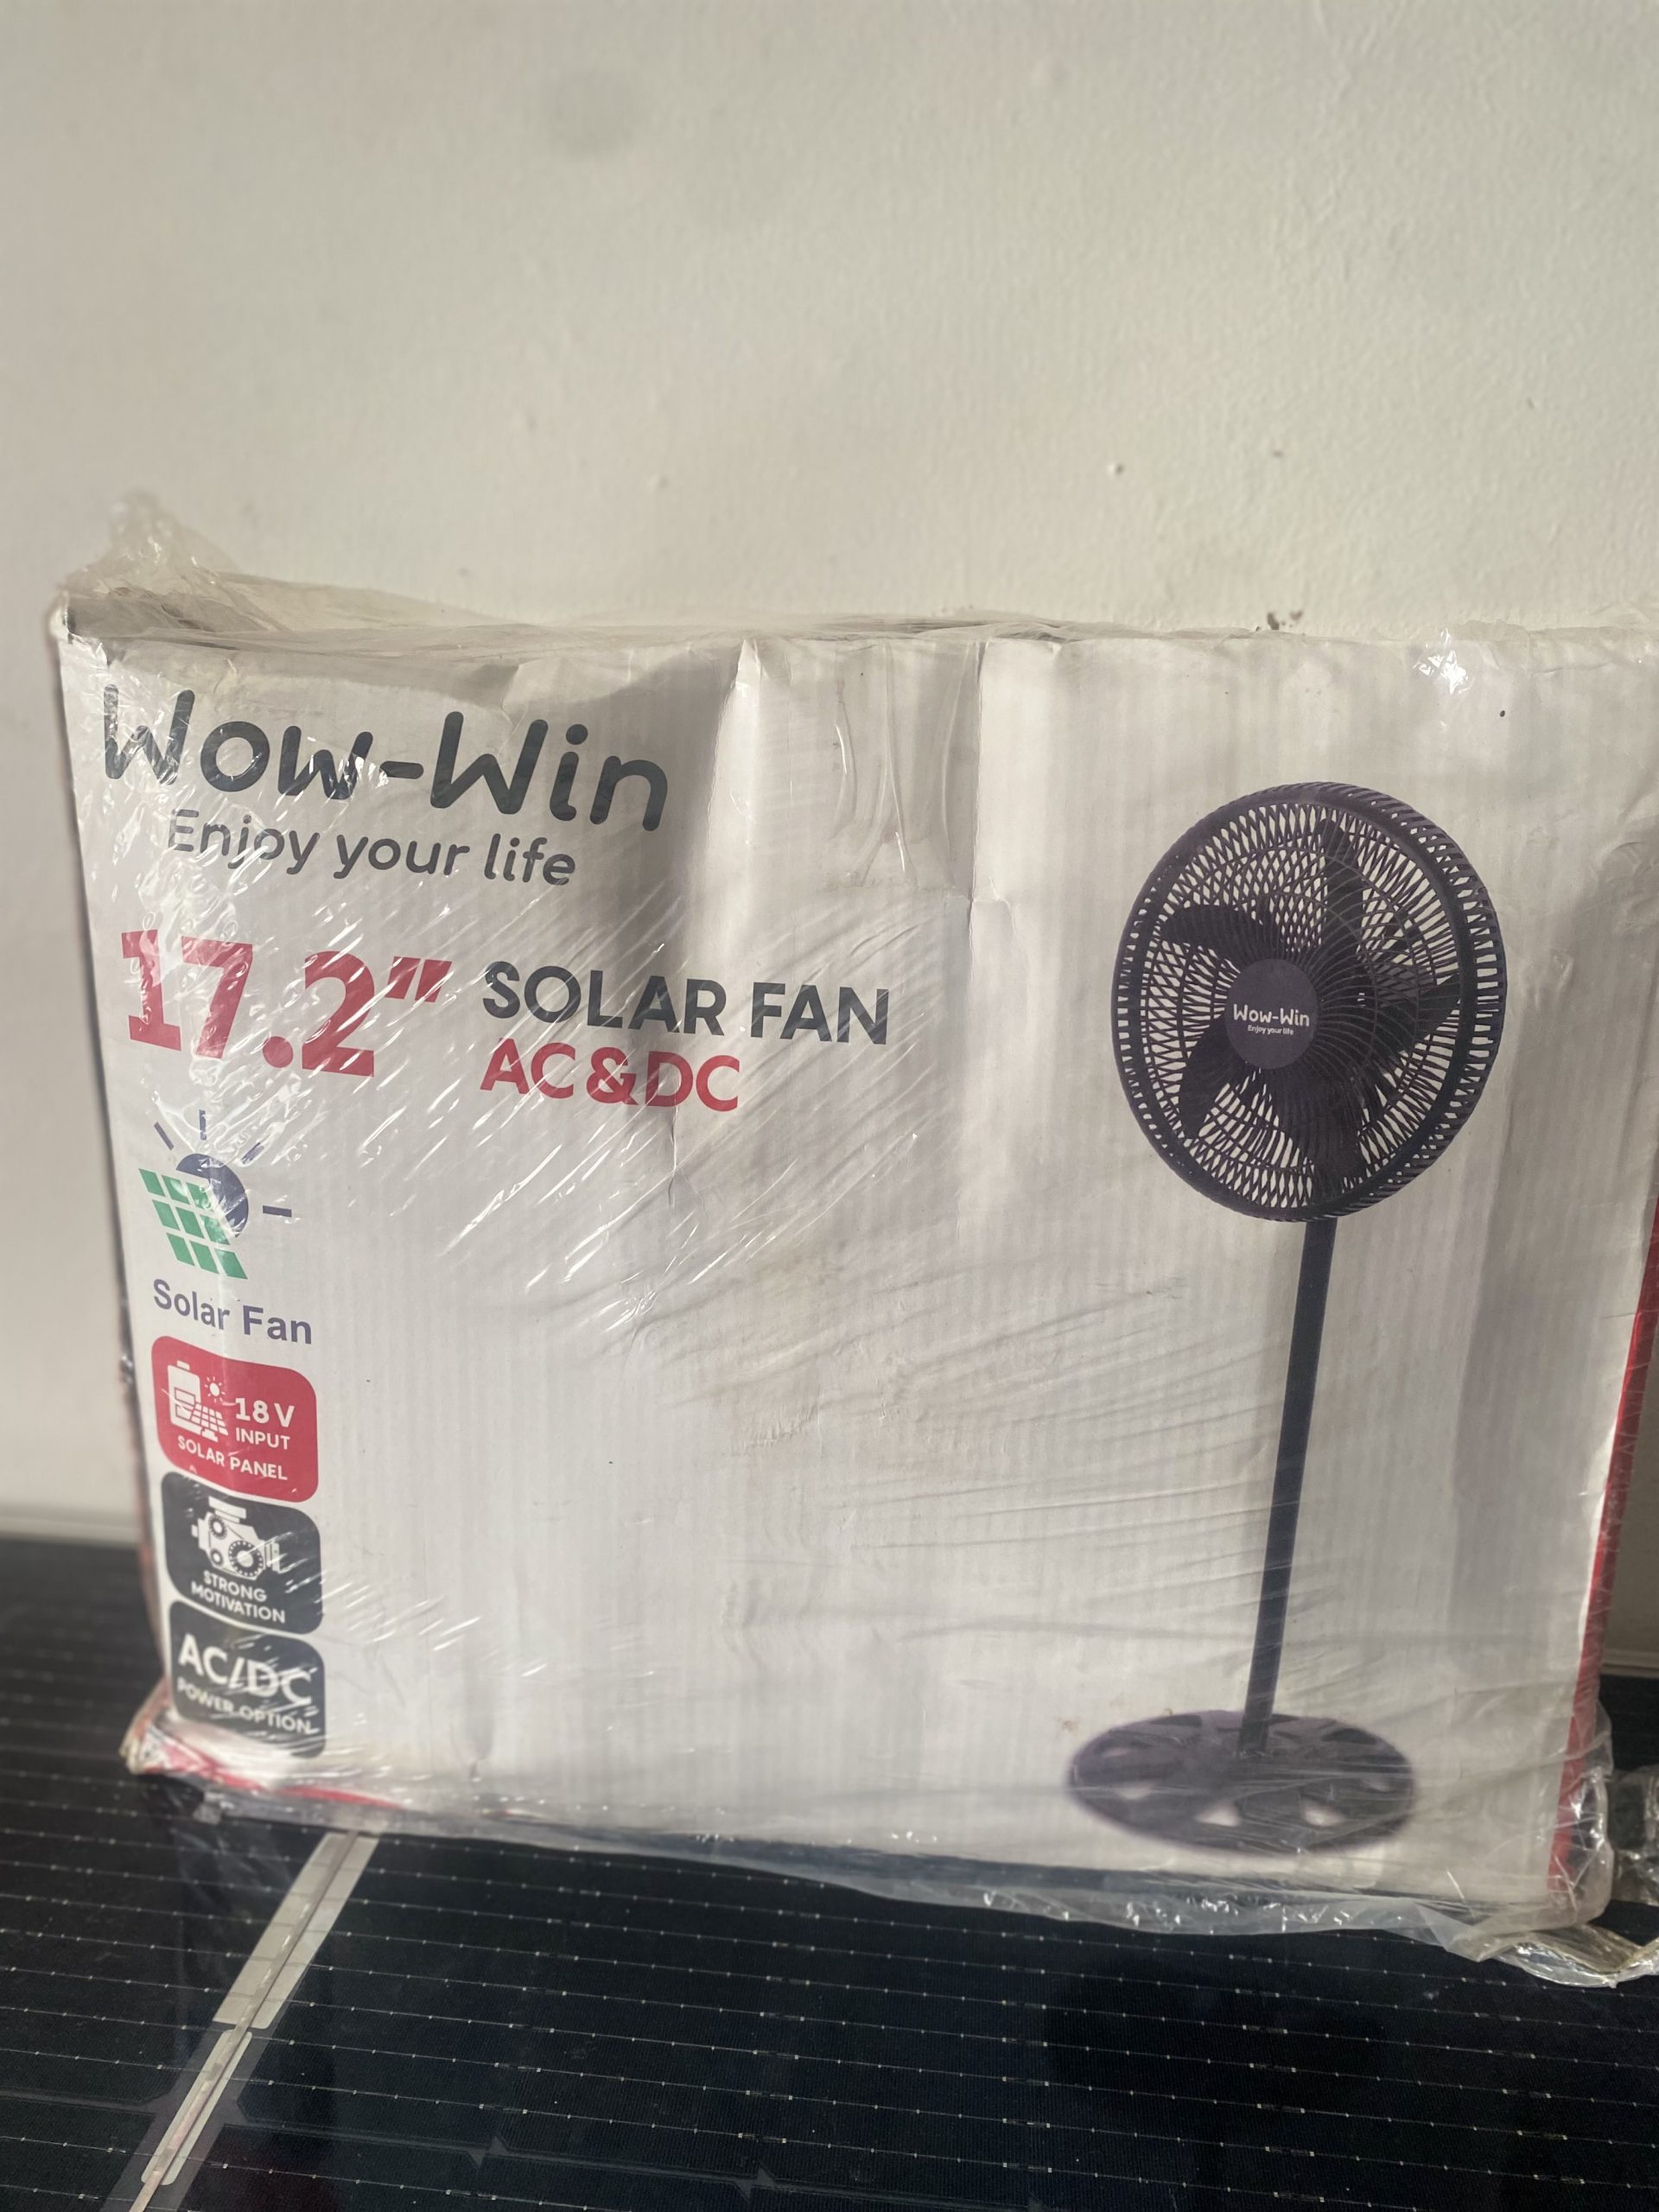 Wow-Win
Enjoy your life
17.2" SOLAR FAN
AC&DC
Wow-Win
Enjoy your life
Solar Fan
18V
INPUT
SOLAR PANEL
STRONG
MOTIVATION
AC/DC
POWER OPTION